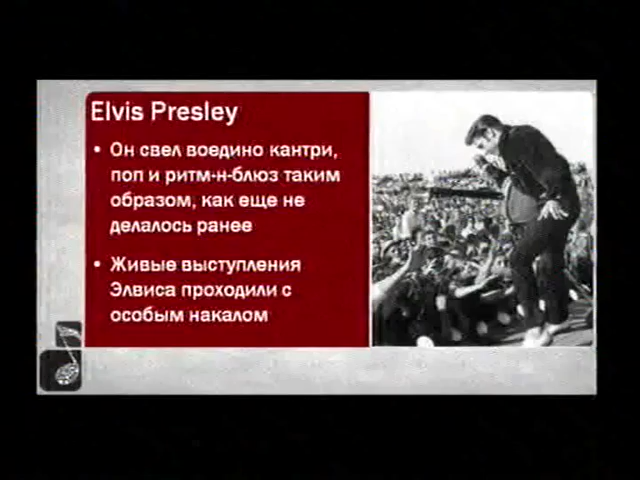 Elvis Presley
• Он свел воедино кантри,
поп и ритм-н-блюз таким
образом, как еще не
делалось ранее
• Живые выступления
Элвиса проходили с
особым накалом